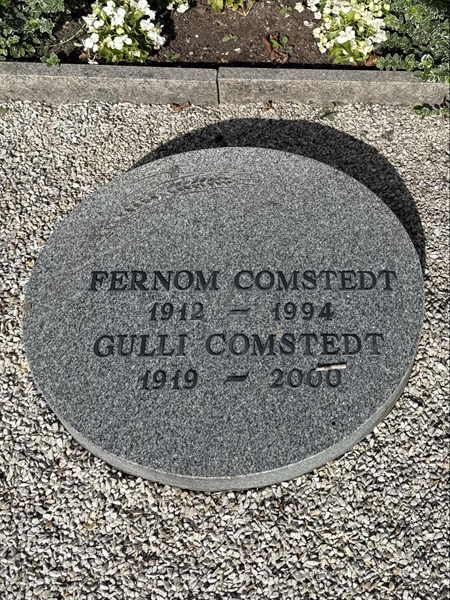 FERNOM COMSTEDT
1912 – 1994
GULLI COMSTEDT
1919 – 2000